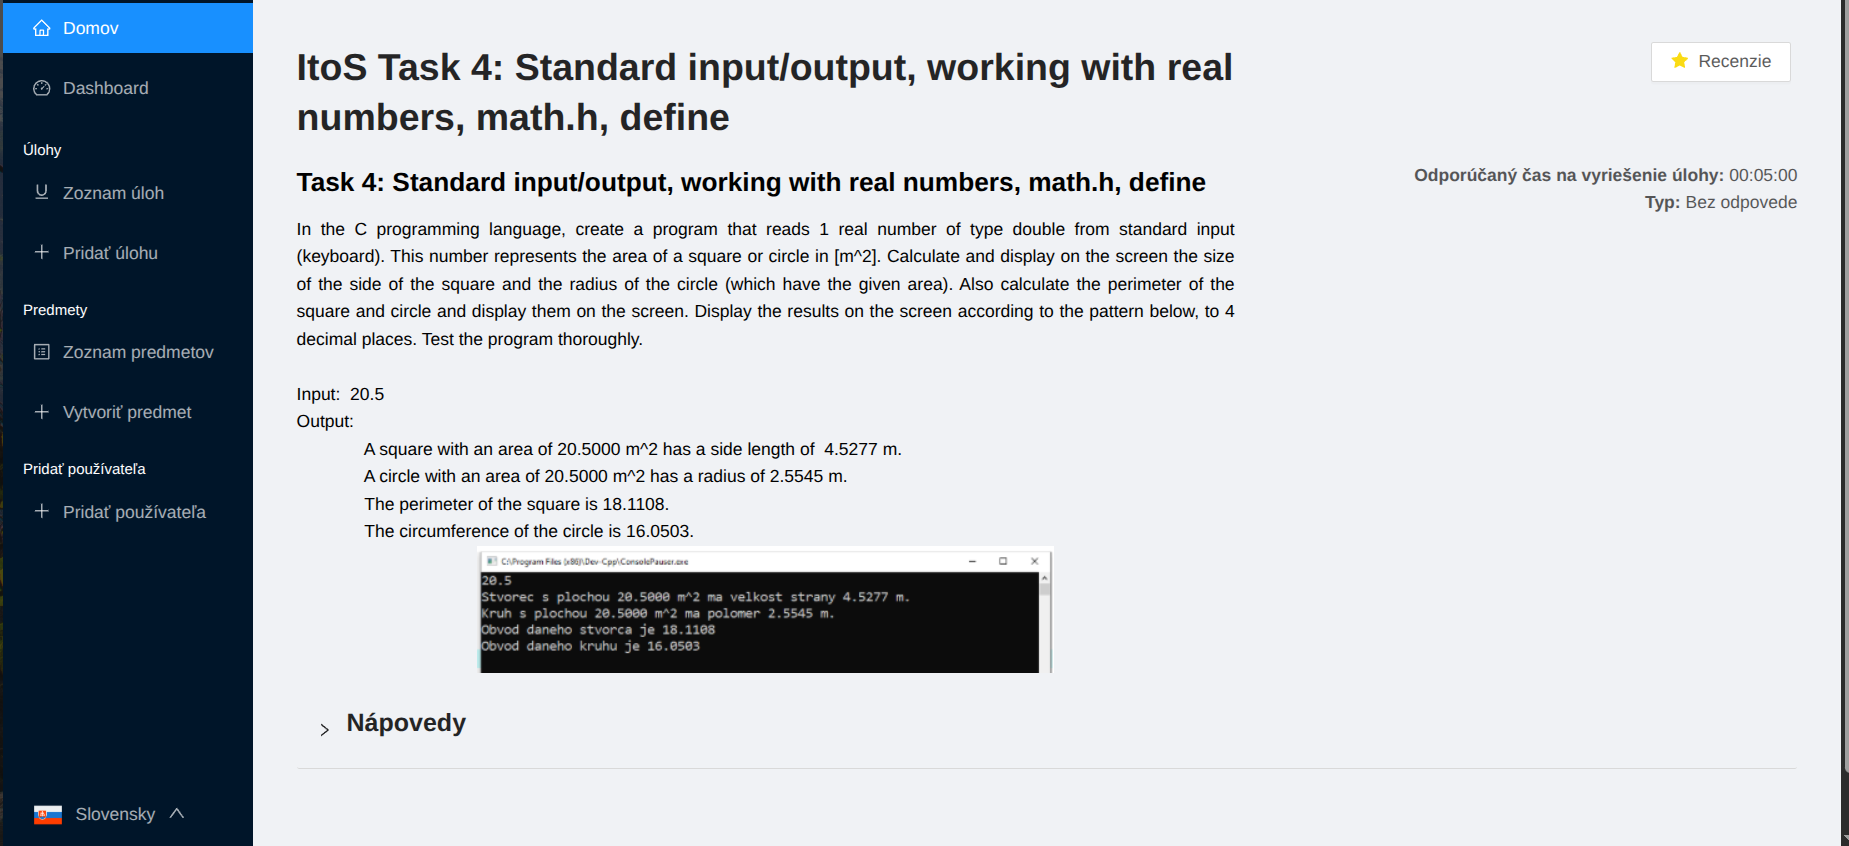 Domov
Dashboard
Úlohy
Zoznam úloh
Pridať úlohu
Predmety
Zoznam predmetov
Vytvoriť predmet
Pridať používateľa
Pridať používateľa
Slovensky
ItoS Task 4: Standard input/output, working with real
numbers, math.h, define
Recenzie
Task 4: Standard input/output, working with real numbers, math.h, define
Odporúčaný čas na vyriešenie úlohy: 00:05:00
Typ: Bez odpovede
In the C programming language, create a program that reads 1 real number of type double from standard input
(keyboard). This number represents the area of a square or circle in [m^2]. Calculate and display on the screen the size
of the side of the square and the radius of the circle (which have the given area). Also calculate the perimeter of the
square and circle and display them on the screen. Display the results on the screen according to the pattern below, to 4
decimal places. Test the program thoroughly.
Input:  20.5
Output:
A square with an area of 20.5000 m^2 has a side length of  4.5277 m.
A circle with an area of 20.5000 m^2 has a radius of 2.5545 m.
The perimeter of the square is 18.1108.
The circumference of the circle is 16.0503.
C:\Program Files (x86)\Dev-Cpp\ConsolePauser.exe
20.5
Stvorec s plochou 20.5000 m^2 ma velkost strany 4.5277 m.
Kruh s plochou 20.5000 m^2 ma polomer 2.5545 m.
Obvod daneho stvorca je 18.1108
Obvod daneho kruhu je 16.0503
Nápovedy